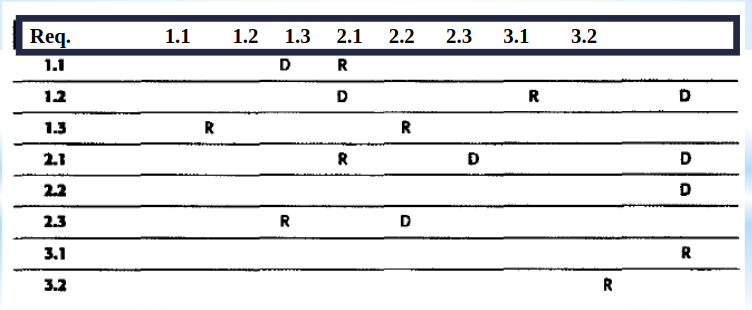 Req. 1.1 1.2 1.3 2.1 2.2 2.3 3.1 3.2
1.1 D R
1.2 D R D
1.3 R R
2.1 R D D
2.2 D
2.3 R D
3.1 R
3.2 R